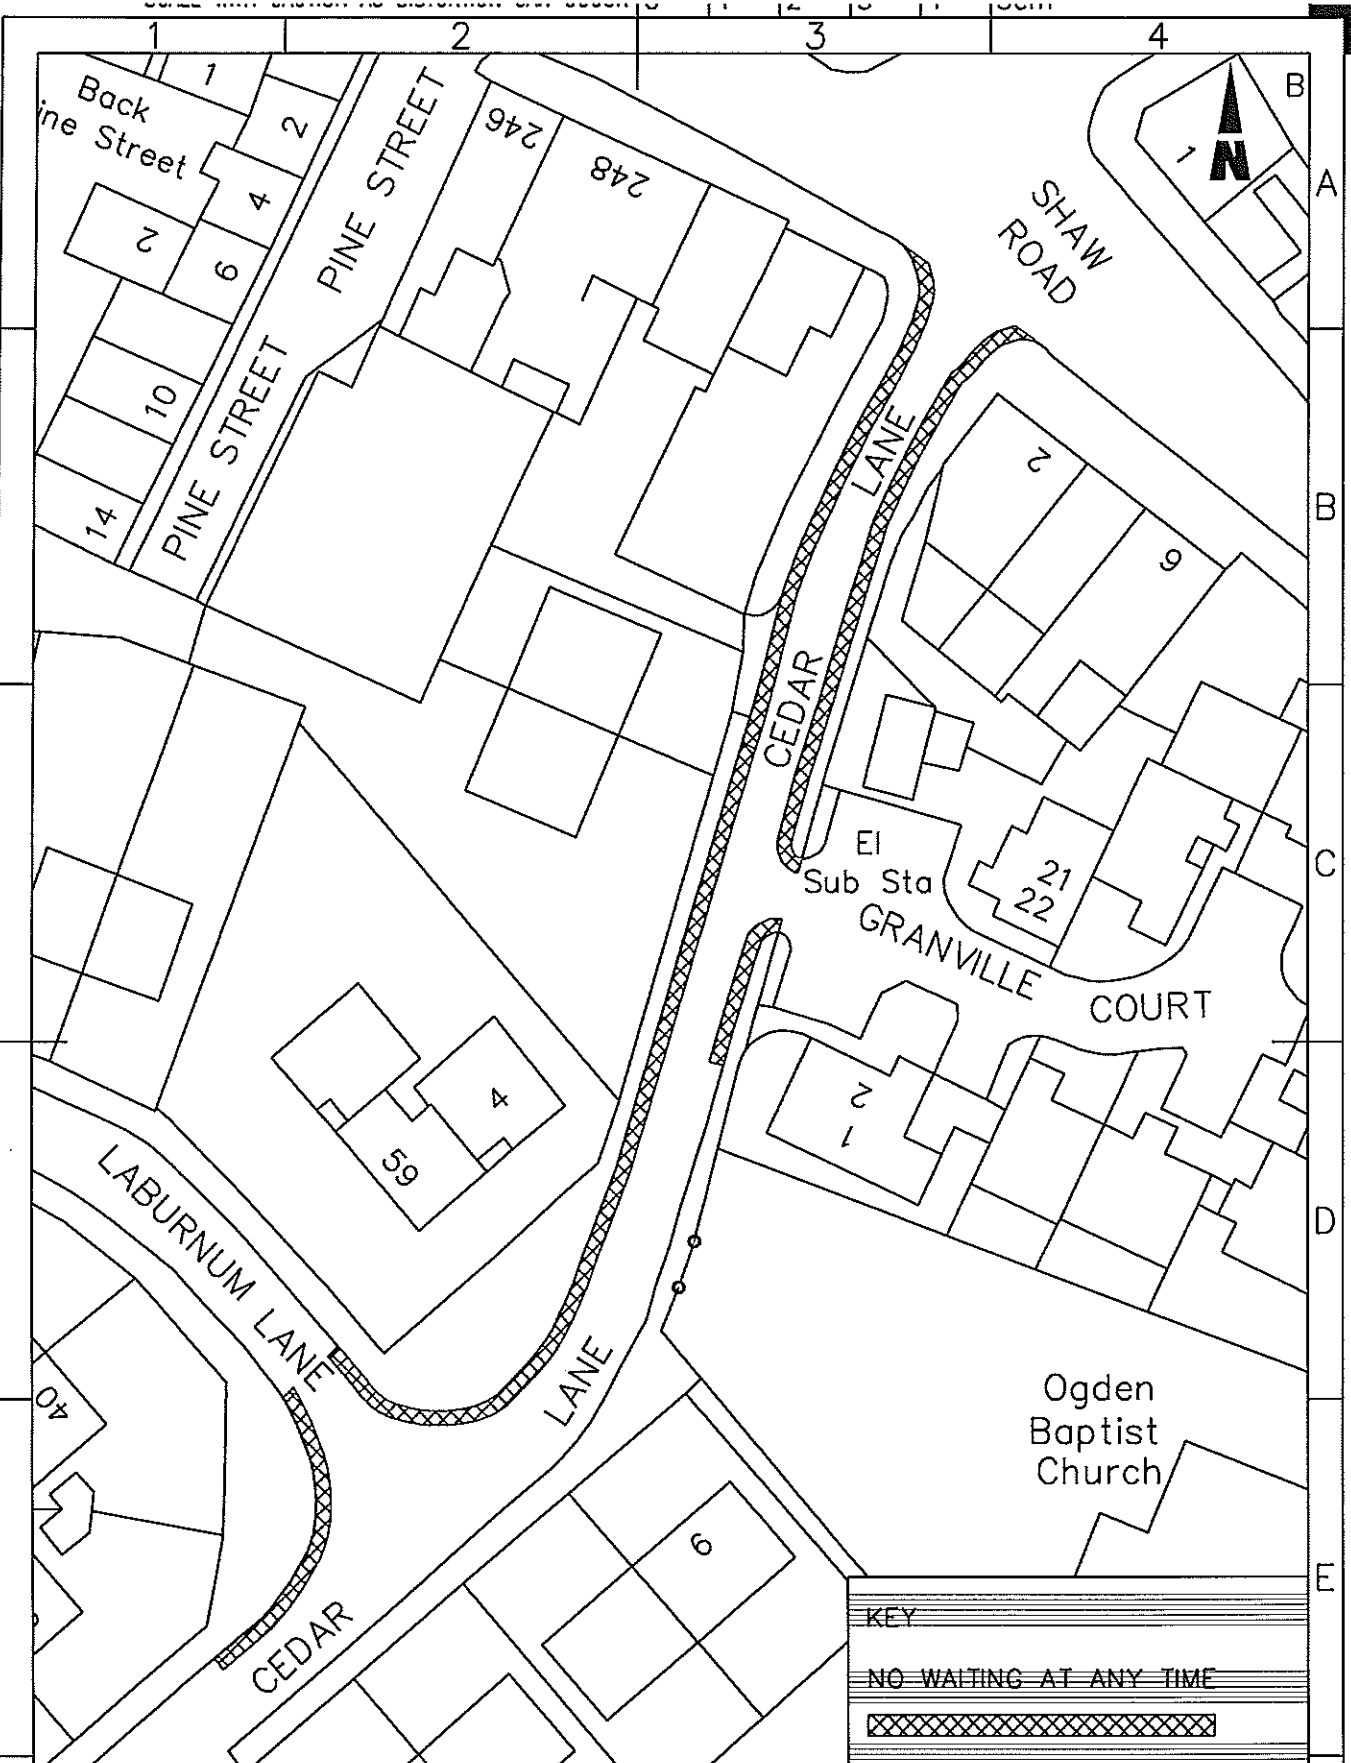 1 2 3 4
B
A
B
C
D
E
N
Back
ine Street
1
2
4
2
6
10
14
PINE STREET
PINE STREET
246
248
SHAW
ROAD
1
LANE
CEDAR
2
6
El
Sub Sta
21
22
GRANVILLE
COURT
2
1
4
59
LABURNUM LANE
40
LANE
CEDAR
6
Ogden
Baptist
Church
KEY
NO WAITING AT ANY TIME